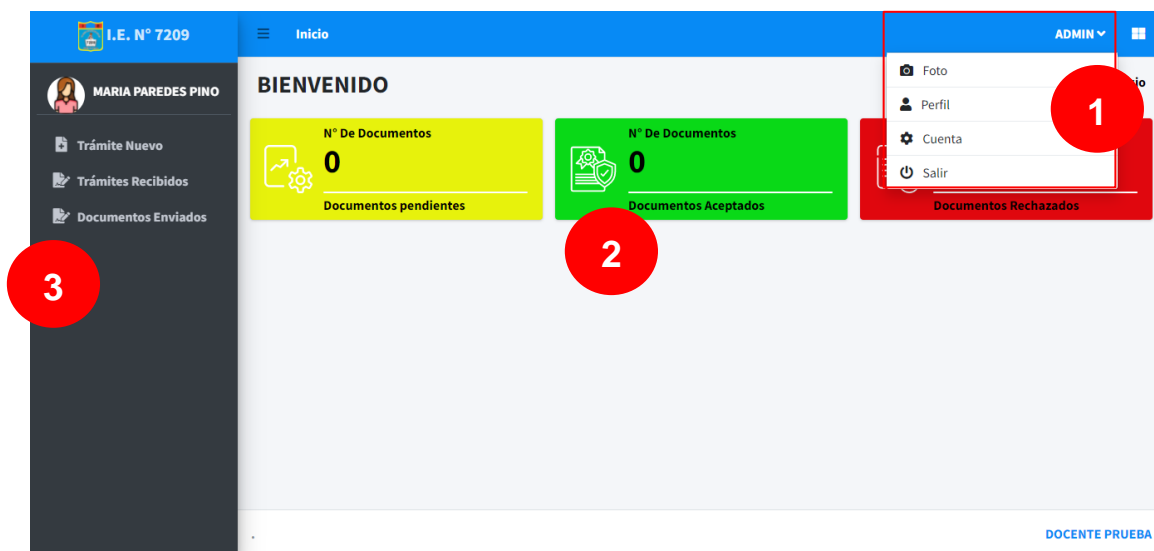 I.E. N° 7209
Inicio
ADMIN
MARIA PAREDES PINO
Trámite Nuevo
Trámites Recibidos
Documentos Enviados
3
BIENVENIDO
N° De Documentos
0
Documentos pendientes
N° De Documentos
0
Documentos Aceptados
2
Documentos Rechazados
Foto
Perfil
Cuenta
Salir
1
.
DOCENTE PRUEBA